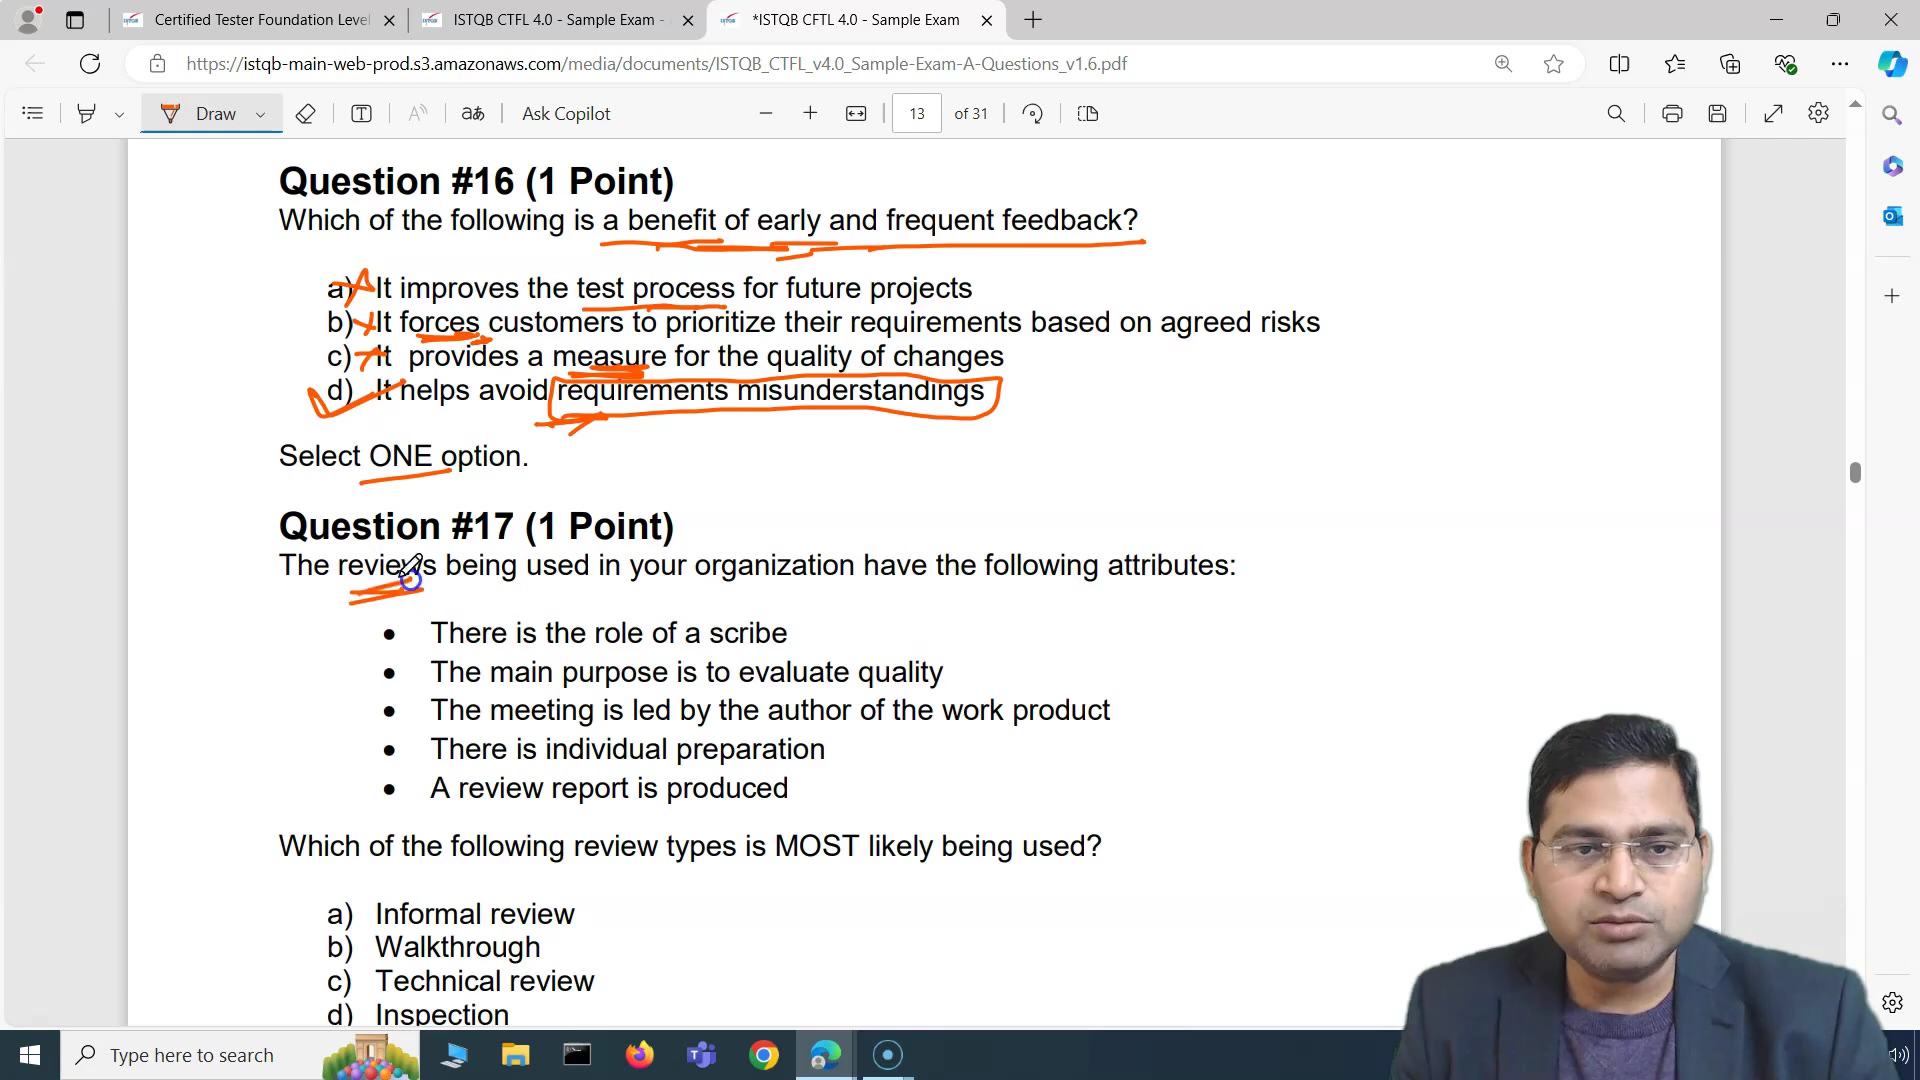 Certified Tester Foundation Level
ISTQB CTFL 4.0 - Sample Exam -
*ISTQB CFTL 4.0 - Sample Exam
https://istqb-main-web-prod.s3.amazonaws.com/media/documents/ISTQB_CTFL_v4.0_Sample-Exam-A-Questions_v1.6.pdf
Draw
aあ
Ask Copilot
13 of 31
Question #16 (1 Point)
Which of the following is a benefit of early and frequent feedback?
a) It improves the test process for future projects
b) It forces customers to prioritize their requirements based on agreed risks
c) It provides a measure for the quality of changes
d) It helps avoid requirements misunderstandings
Select ONE option.
Question #17 (1 Point)
The reviews being used in your organization have the following attributes:
• There is the role of a scribe
• The main purpose is to evaluate quality
• The meeting is led by the author of the work product
• There is individual preparation
• A review report is produced
Which of the following review types is MOST likely being used?
a) Informal review
b) Walkthrough
c) Technical review
d) Inspection
Type here to search